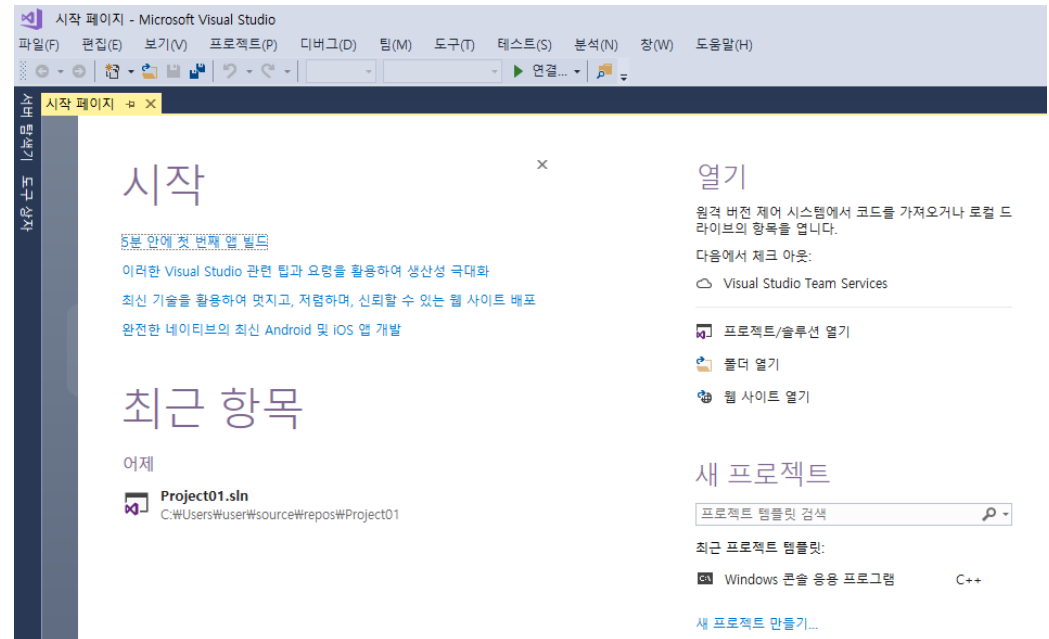 시작 페이지 - Microsoft Visual Studio
파일(F) 편집(E) 보기(V) 프로젝트(P) 디버그(D) 팀(M) 도구(T) 테스트(S) 분석(N) 창(W) 도움말(H)
연결...
서버 탐색기
도구 상자
시작 페이지
시작
5분 안에 첫 번째 앱 빌드
이러한 Visual Studio 관련 팁과 요령을 활용하여 생산성 극대화
최신 기술을 활용하여 멋지고, 저렴하며, 신뢰할 수 있는 웹 사이트 배포
완전한 네이티브의 최신 Android 및 iOS 앱 개발
최근 항목
어제
Project01.sln
C:₩Users₩user₩source₩repos₩Project01
열기
원격 버전 제어 시스템에서 코드를 가져오거나 로컬 드
라이브의 항목을 엽니다.
다음에서 체크 아웃:
Visual Studio Team Services
프로젝트/솔루션 열기
폴더 열기
웹 사이트 열기
새 프로젝트
프로젝트 템플릿 검색
최근 프로젝트 템플릿:
Windows 콘솔 응용 프로그램 C++
새 프로젝트 만들기...